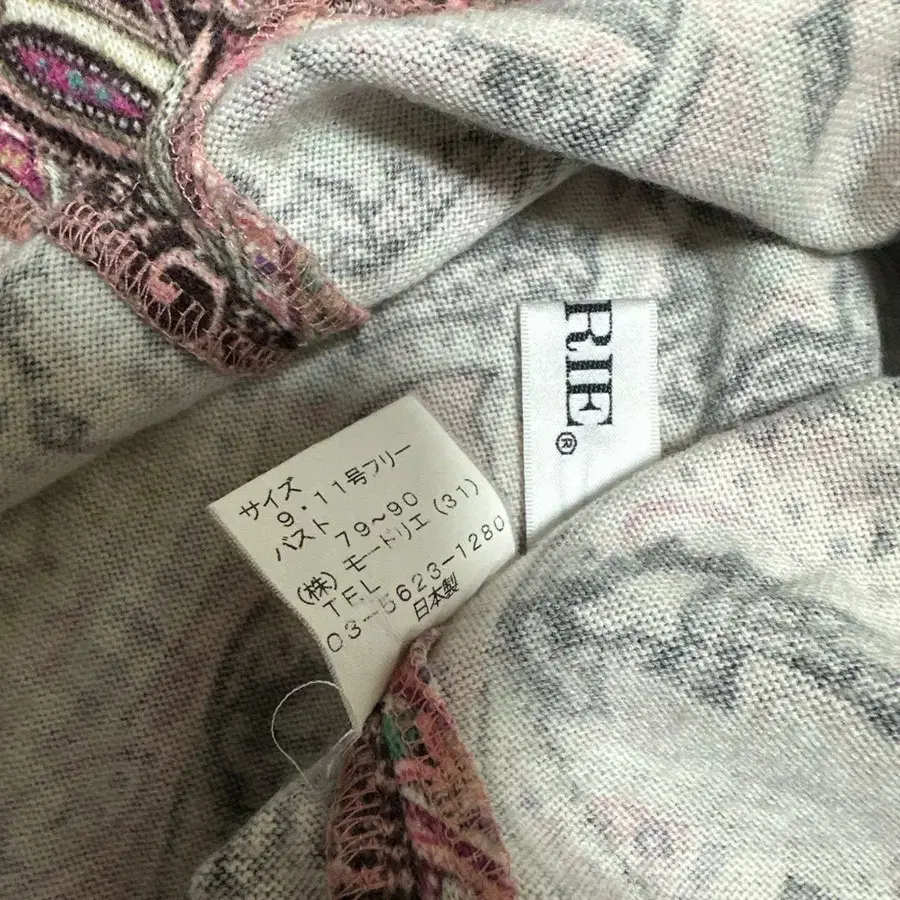 サイズ
9・11号フリー
バスト
79~90
(株) モードリエ(31)
TEL
03-5623-1280
日本製
RIE®